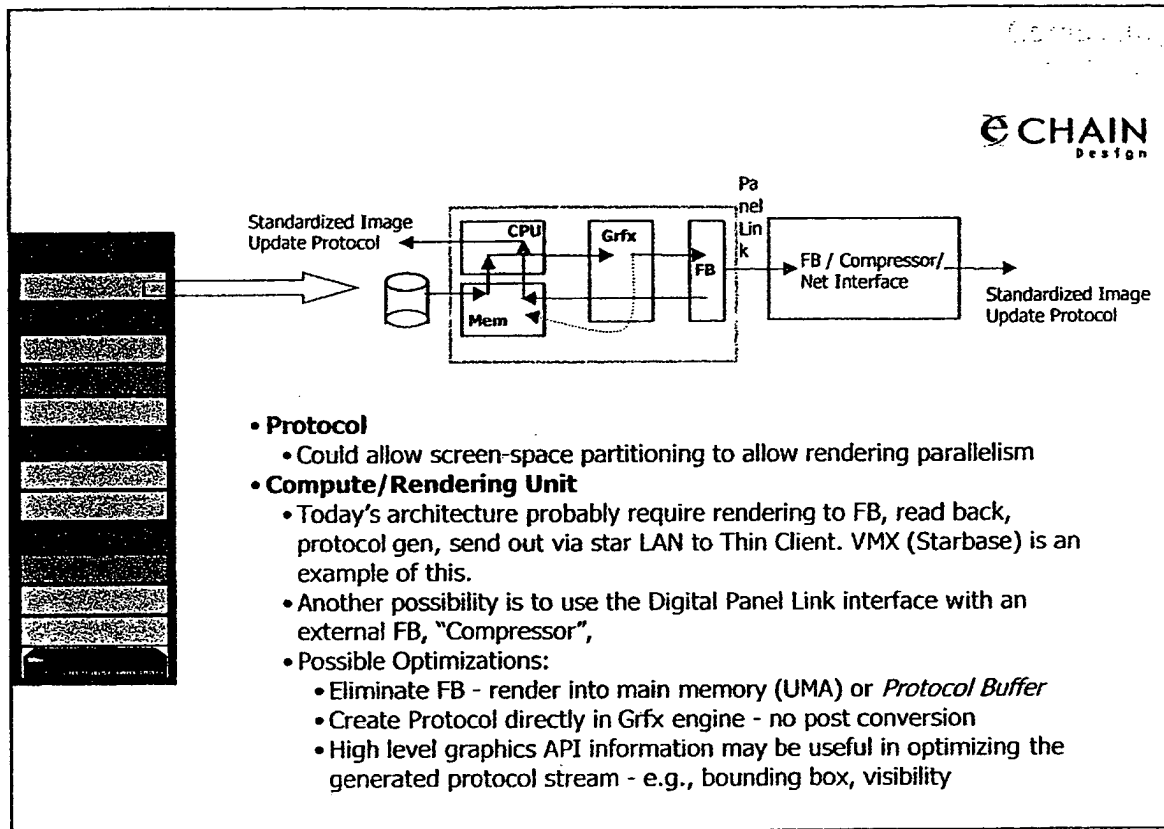 e CHAIN
Design
Standardized Image
Update Protocol
CPU
Mem
Grfx
FB
Pa
nel
Lin
k
FB / Compressor/
Net Interface
Standardized Image
Update Protocol
• Protocol
• Could allow screen-space partitioning to allow rendering parallelism
• Compute/Rendering Unit
• Today's architecture probably require rendering to FB, read back,
protocol gen, send out via star LAN to Thin Client. VMX (Starbase) is an
example of this.
• Another possibility is to use the Digital Panel Link interface with an
external FB, "Compressor",
• Possible Optimizations:
• Eliminate FB - render into main memory (UMA) or Protocol Buffer
• Create Protocol directly in Grfx engine - no post conversion
• High level graphics API information may be useful in optimizing the
generated protocol stream - e.g., bounding box, visibility